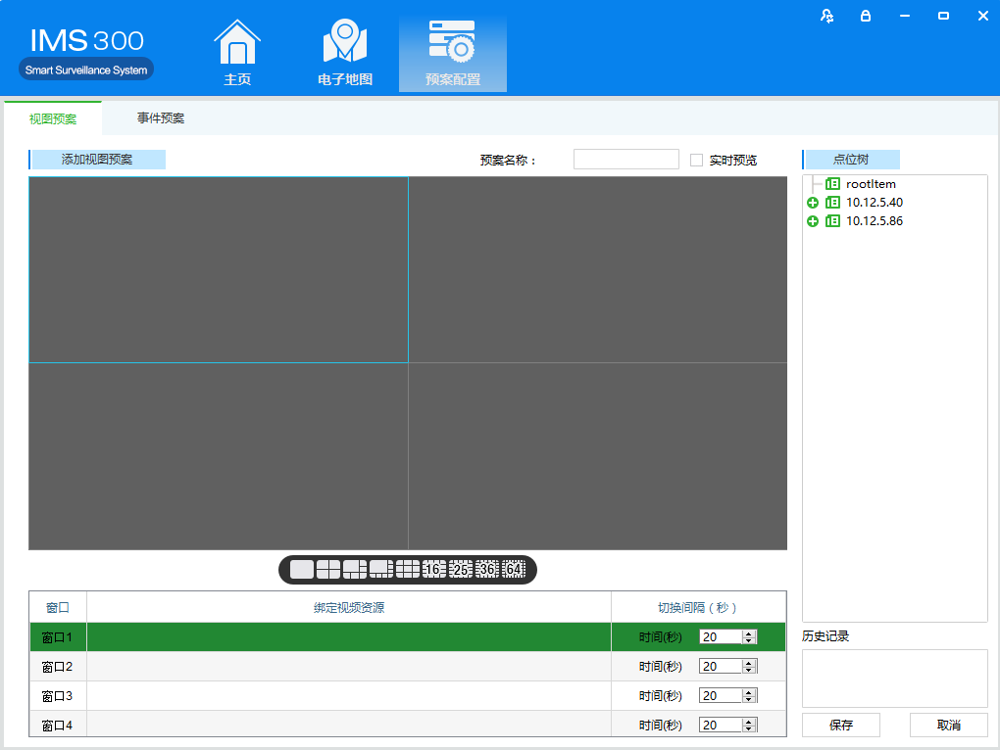 IMS 300
Smart Surveillance System
主页
电子地图
预案配置
视图预案
事件预案
添加视图预案
预案名称：
实时预览
点位树
rootItem
10.12.5.40
10.12.5.86
16 25 36 64
窗口 绑定视频资源 切换间隔（秒）
窗口1 时间(秒) 20
窗口2 时间(秒) 20
窗口3 时间(秒) 20
窗口4 时间(秒) 20
历史记录
保存
取消